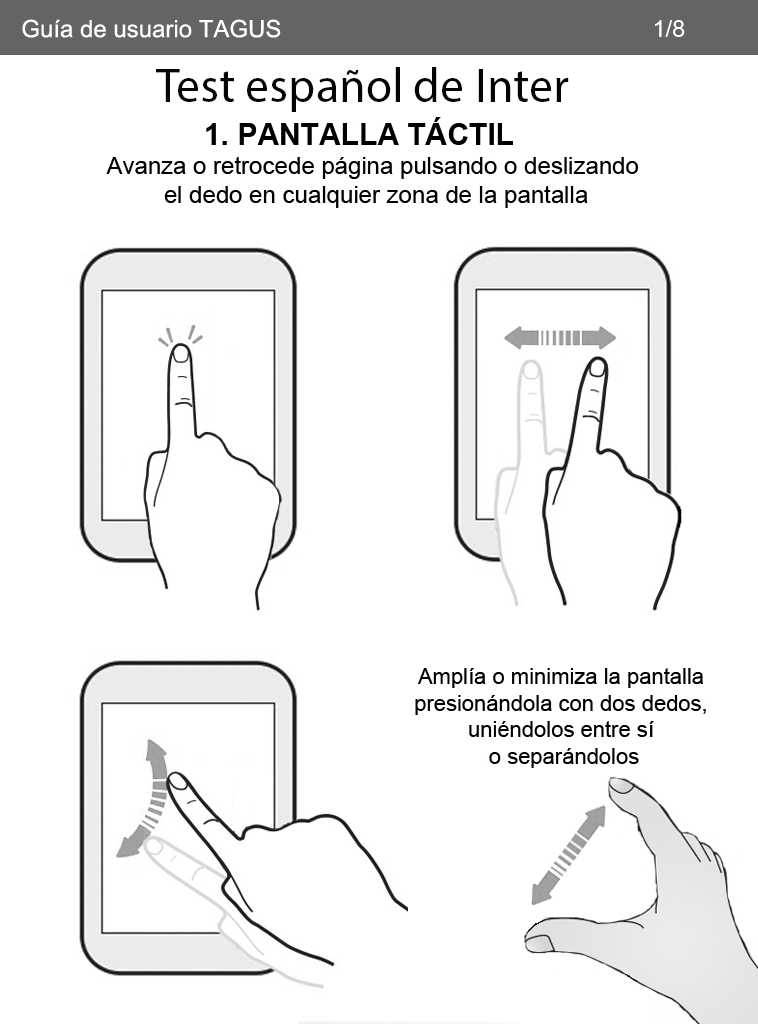 Guía de usuario TAGUS
1/8
Test español de Inter
1. PANTALLA TÁCTIL
Avanza o retrocede página pulsando o deslizando
el dedo en cualquier zona de la pantalla
Amplía o minimiza la pantalla
presionándola con dos dedos,
uniéndolos entre sí
o separándolos